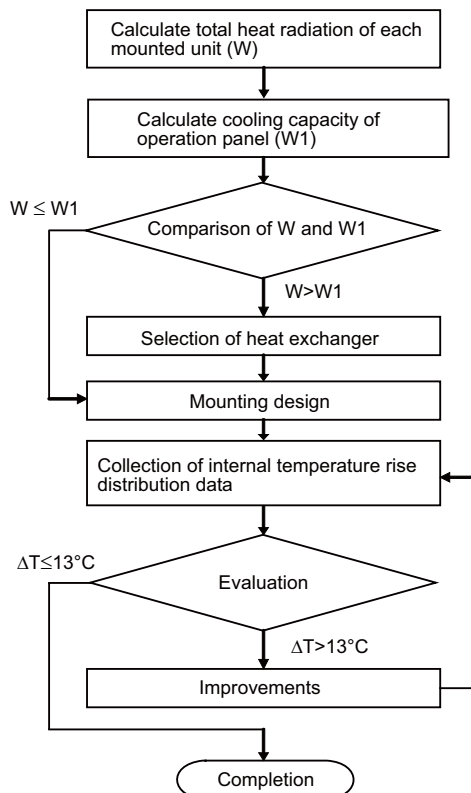 Calculate total heat radiation of each
mounted unit (W)
Calculate cooling capacity of
operation panel (W1)
W ≤ W1
Comparison of W and W1
W>W1
Selection of heat exchanger
Mounting design
Collection of internal temperature rise
distribution data
ΔT≤13°C
Evaluation
ΔT>13°C
Improvements
Completion